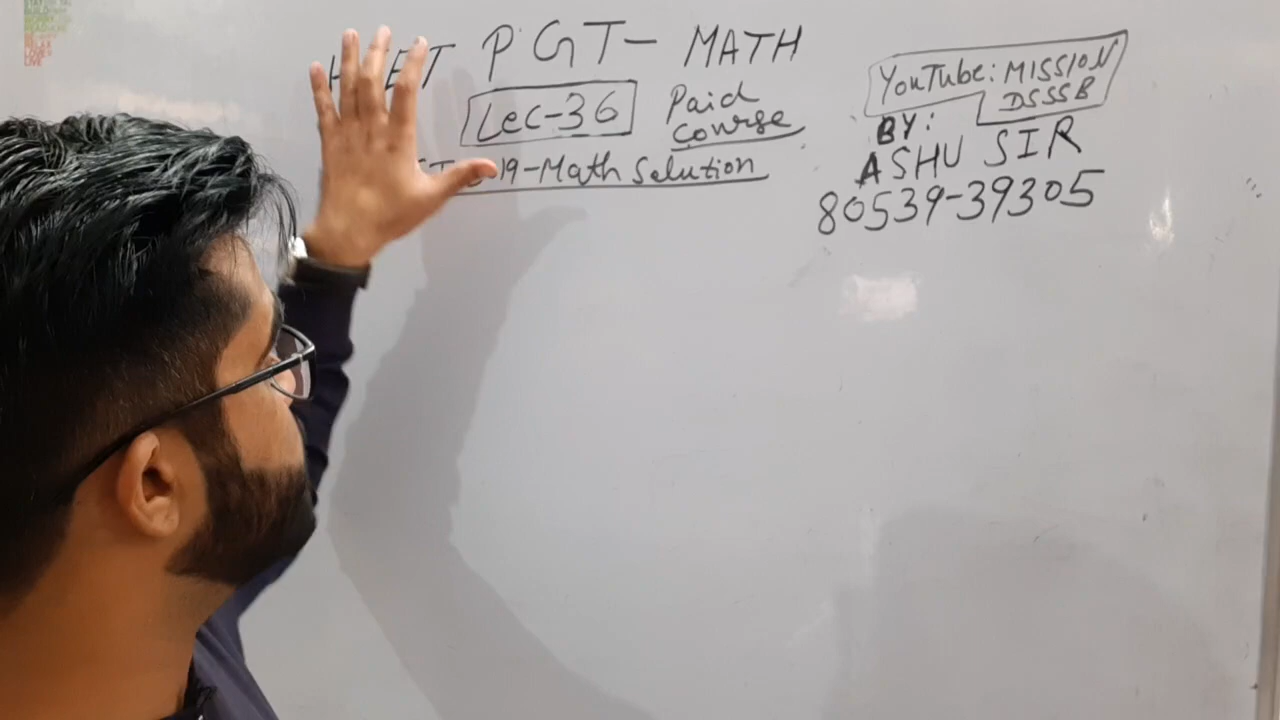 PGT- MATH
Lec-36 Paid
course
19-Math Solution
YouTube: MISSION
DSSSB
BY:
ASHU SIR
80539-39305